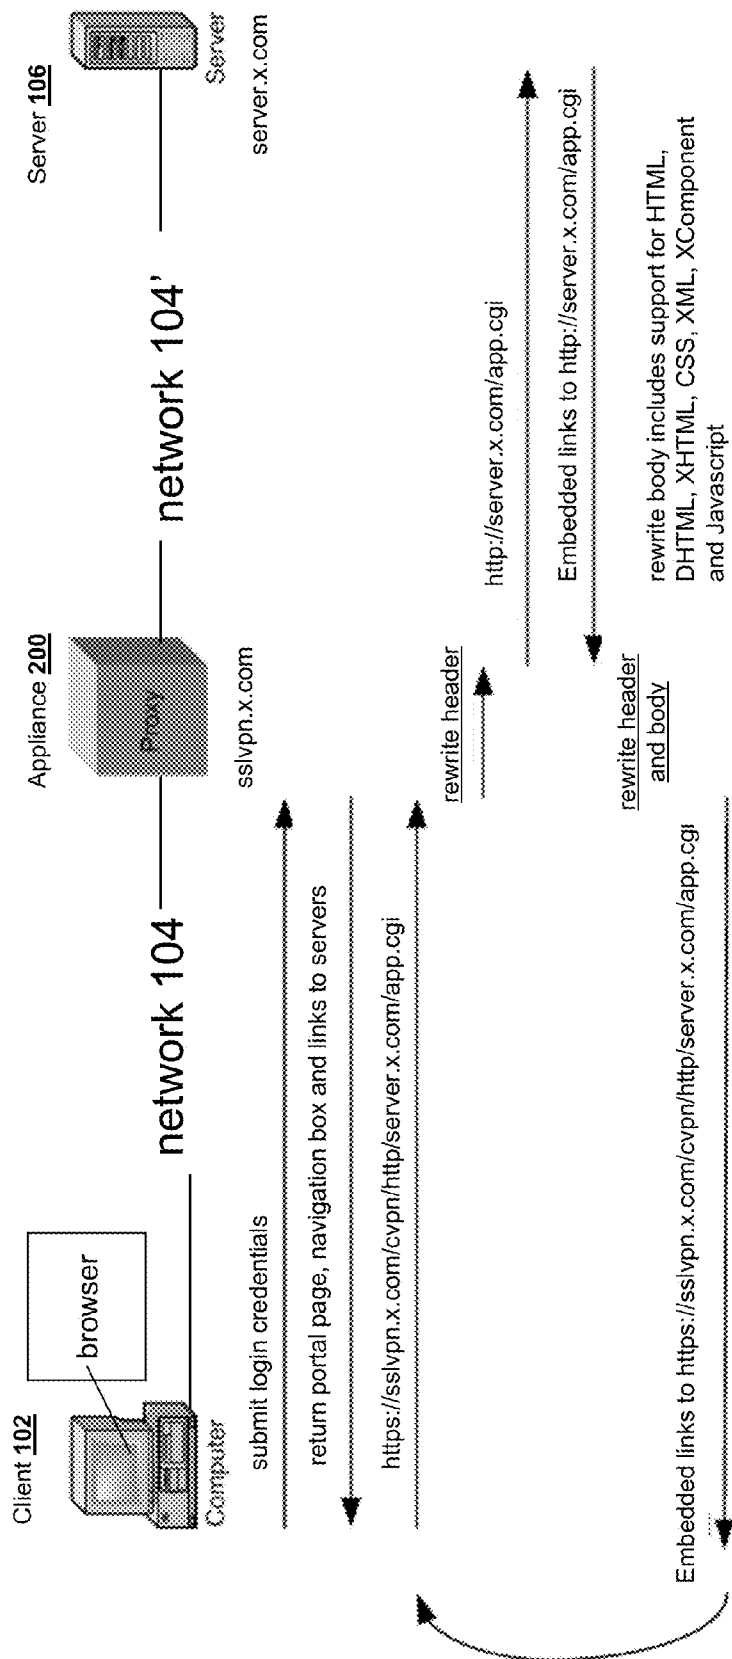 Client 102
browser
Computer
network 104
Appliance 200
Proxy
sslvpn.x.com
network 104'
Server 106
Server
server.x.com
submit login credentials
return portal page, navigation box and links to servers
https://sslvpn.x.com/cvpn/http/server.x.com/app.cgi
rewrite header
http://server.x.com/app.cgi
Embedded links to http://server.x.com/app.cgi
rewrite header
and body
rewrite body includes support for HTML,
DHTML, XHTML, CSS, XML, XComponent
and Javascript
Embedded links to https://sslvpn.x.com/cvpn/http/server.x.com/app.cgi